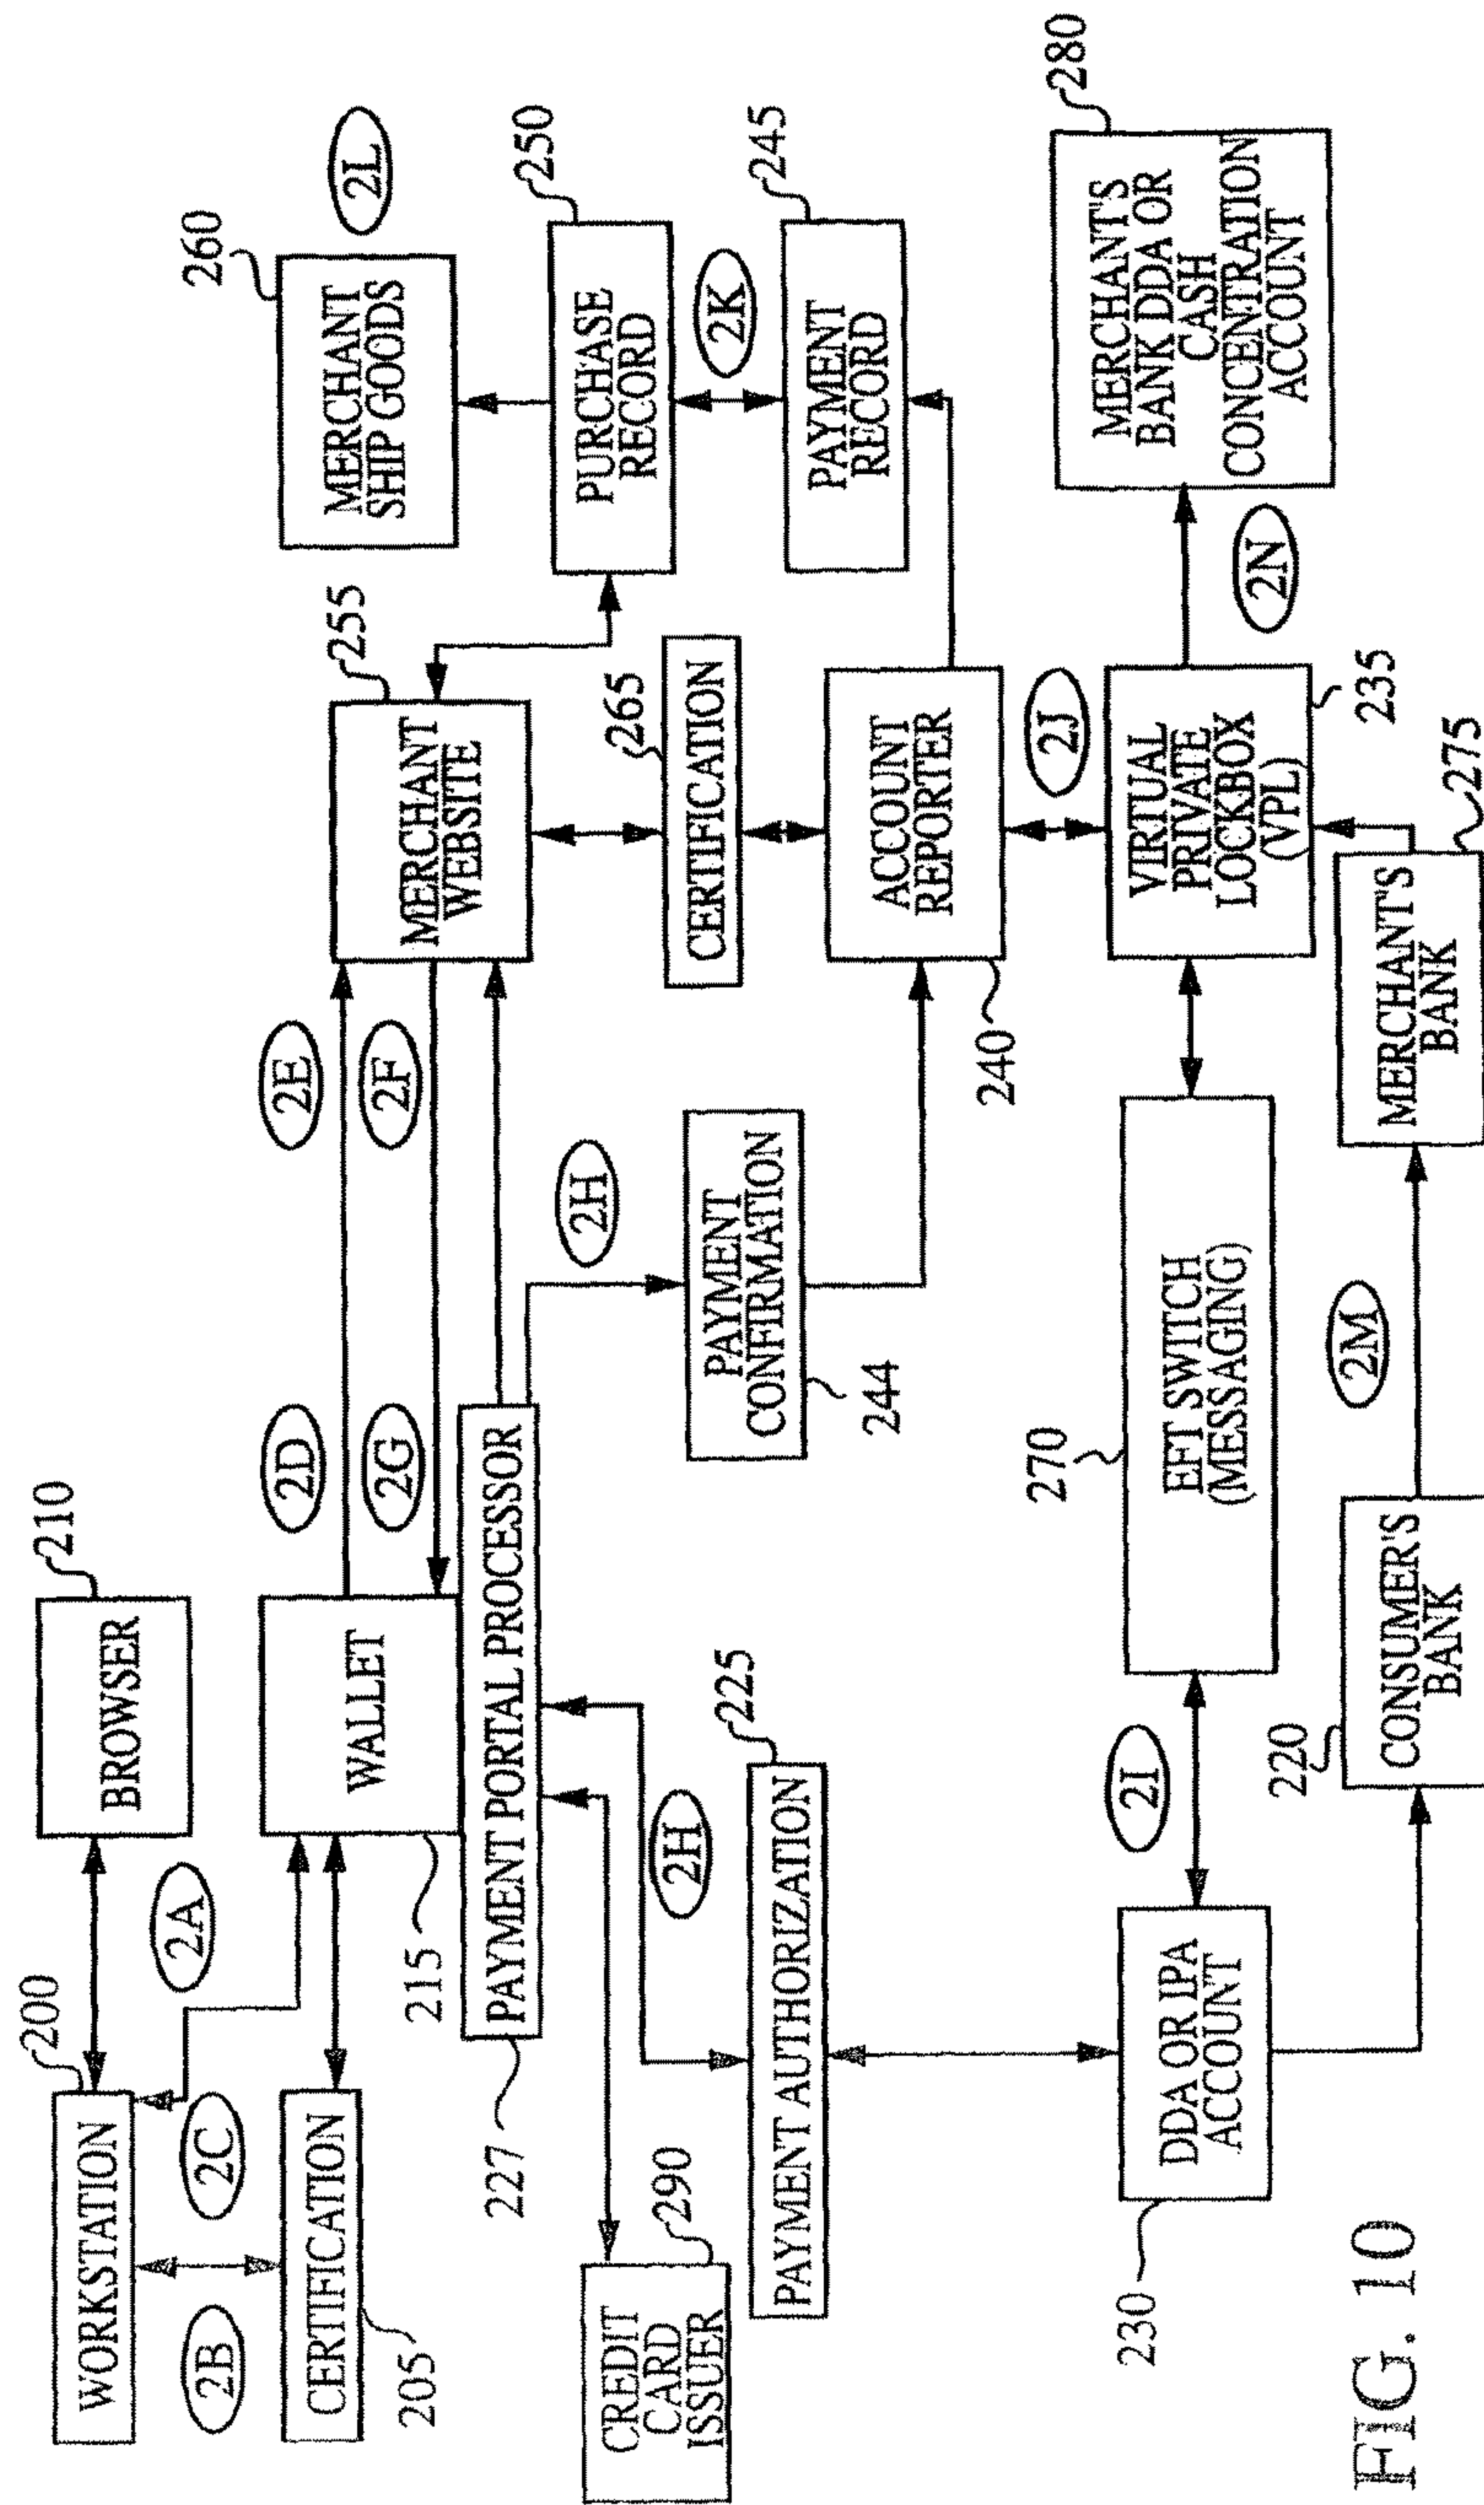 200
210
WORKSTATION
BROWSER
2A
2B
2C
CERTIFICATION
205
WALLET
215
2D
2E
2G
2F
MERCHANT
WEBSITE
255
MERCHANT
SHIP GOODS
260
2L
PAYMENT PORTAL PROCESSOR
227
2H
PURCHASE
RECORD
250
265
CERTIFICATION
2K
CREDIT
CARD
ISSUER
290
2H
225
PAYMENT AUTHORIZATION
PAYMENT
CONFIRMATION
244
ACCOUNT
REPORTER
240
PAYMENT
RECORD
245
2J
270
EFT SWITCH
(MESSAGING)
2I
DDA OR IPA
ACCOUNT
230
VIRTUAL
PRIVATE
LOCKBOX
(VPL)
235
2N
MERCHANT'S
BANK DDA OR
CASH
CONCENTRATION
ACCOUNT
280
220
CONSUMER'S
BANK
2M
MERCHANT'S
BANK
275
FIG. 10